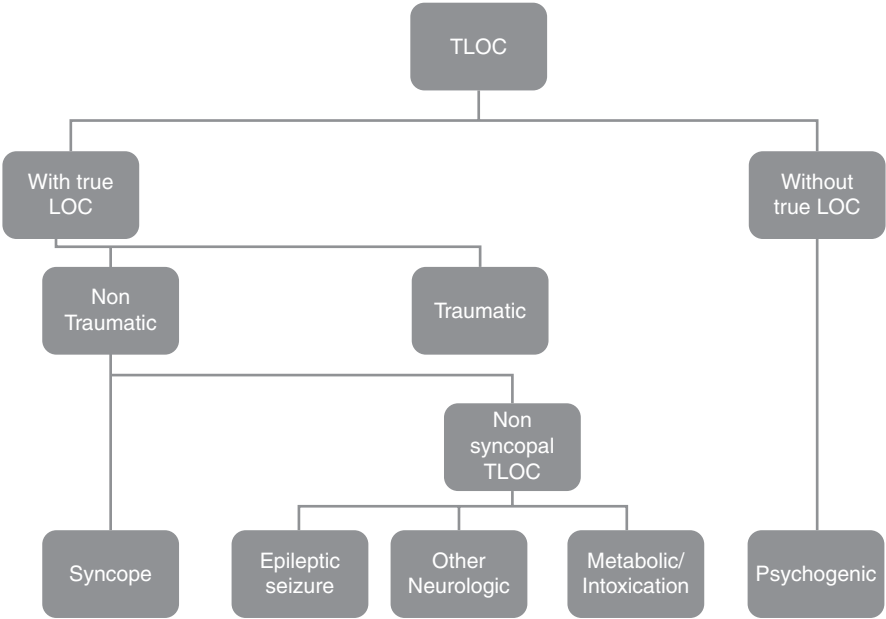 TLOC
With true
LOC
Without
true LOC
Non
Traumatic
Traumatic
Non
syncopal
TLOC
Syncope
Epileptic
seizure
Other
Neurologic
Metabolic/
Intoxication
Psychogenic